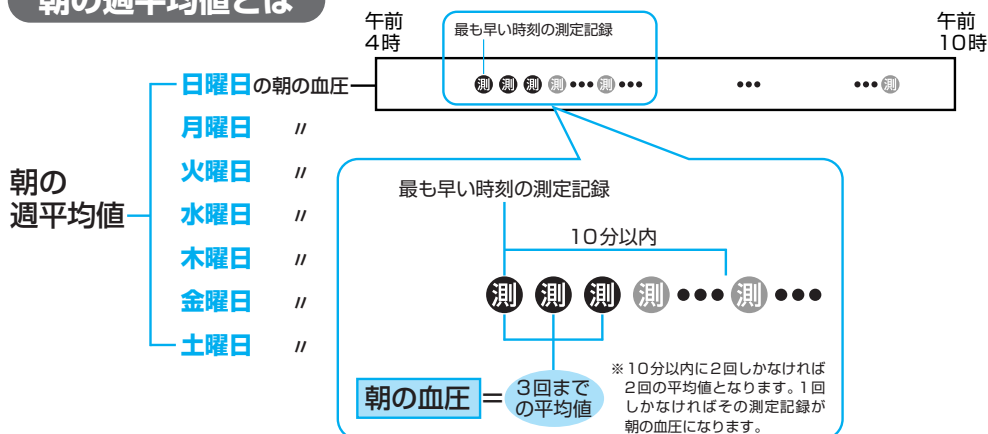 朝の週平均値とは
午前
4時
最も早い時刻の測定記録
午前
10時
日曜日の朝の血圧
測 測 測 測 ••• 測 ••• ••• ••• 測
月曜日 〃
火曜日 〃
水曜日 〃
木曜日 〃
金曜日 〃
土曜日 〃
朝の
週平均値
最も早い時刻の測定記録
10分以内
測 測 測 測 ••• 測 •••
朝の血圧 = 3回まで
の平均値
※10分以内に2回しかなければ
2回の平均値となります。1回
しかなければその測定記録が
朝の血圧になります。